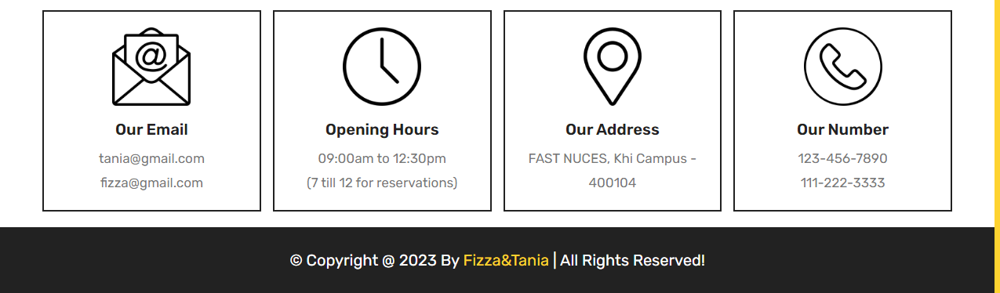 Our Email
tania@gmail.com
fizza@gmail.com
Opening Hours
09:00am to 12:30pm
(7 till 12 for reservations)
Our Address
FAST NUCES, Khi Campus -
400104
Our Number
123-456-7890
111-222-3333
© Copyright @ 2023 By Fizza&Tania | All Rights Reserved!